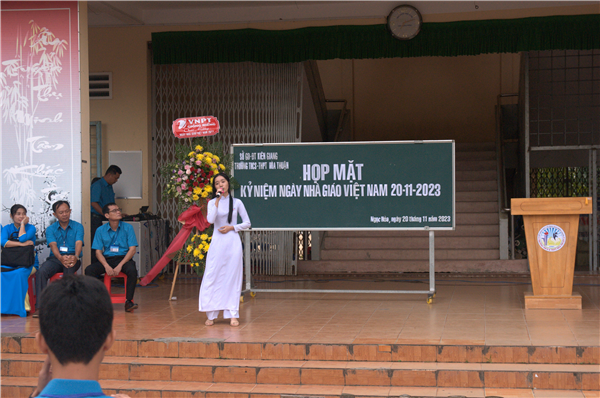 VNPT
SỞ GD-ĐT KIÊN GIANG
TRƯỜNG THCS-THPT HÒA THUẬN
HỌP MẶT
KỶ NIỆM NGÀY NHÀ GIÁO VIỆT NAM 20-11-2023
Ngọc Hòa, ngày 20 tháng 11 năm 2023